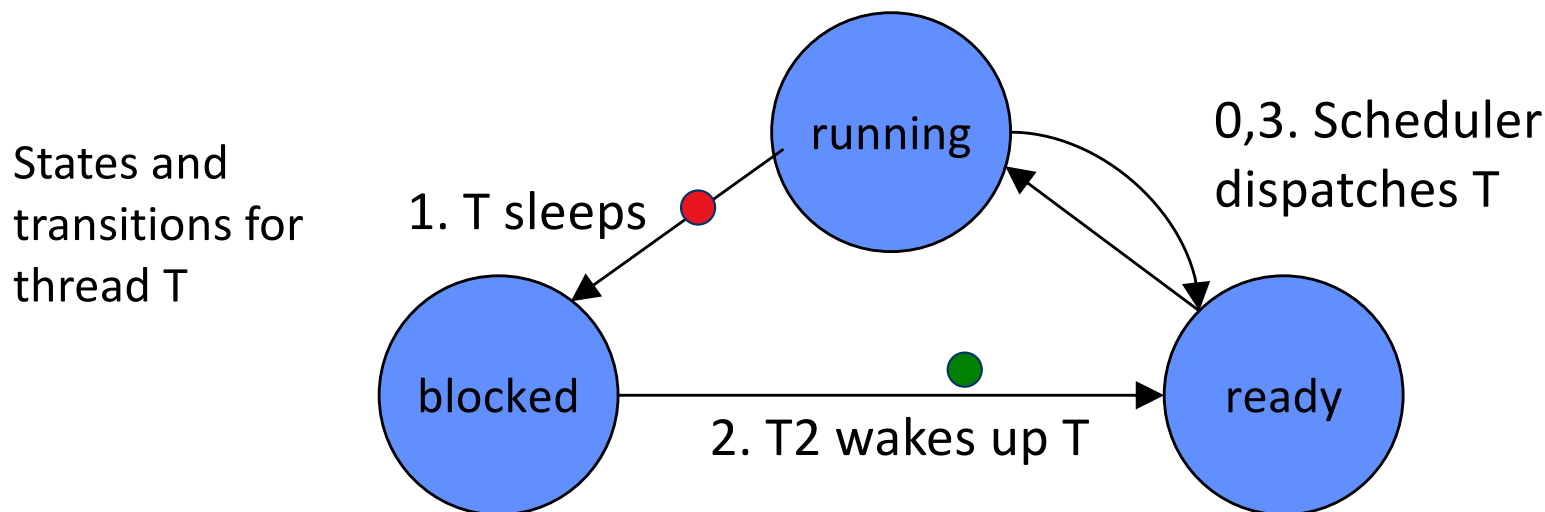 States and
transitions for
thread T
running
0,3. Scheduler
dispatches T
1. T sleeps
blocked
2. T2 wakes up T
ready